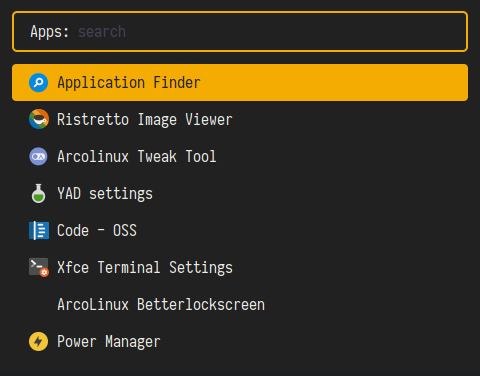 Apps: search
Application Finder
Ristretto Image Viewer
Arcolinux Tweak Tool
YAD settings
Code - OSS
Xfce Terminal Settings
ArcoLinux Betterlockscreen
Power Manager